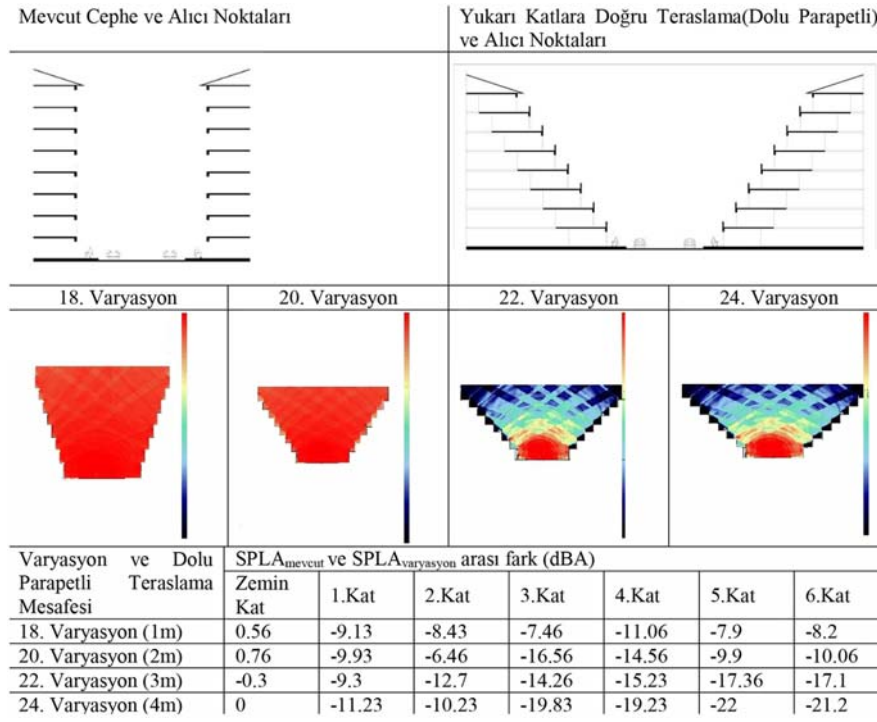 Mevcut Cephe ve Alıcı Noktaları
Yukarı Katlara Doğru Teraslama(Dolu Parapetli)
ve Alıcı Noktaları
18. Varyasyon
20. Varyasyon
22. Varyasyon
24. Varyasyon
Varyasyon ve Dolu
Parapetli Teraslama
Mesafesi
SPLAmevcut ve SPLAvaryasyon arası fark (dBA)
Zemin
Kat
1.Kat
2.Kat
3.Kat
4.Kat
5.Kat
6.Kat
18. Varyasyon (1m) 0.56 -9.13 -8.43 -7.46 -11.06 -7.9 -8.2
20. Varyasyon (2m) 0.76 -9.93 -6.46 -16.56 -14.56 -9.9 -10.06
22. Varyasyon (3m) -0.3 -9.3 -12.7 -14.26 -15.23 -17.36 -17.1
24. Varyasyon (4m) 0 -11.23 -10.23 -19.83 -19.23 -22 -21.2